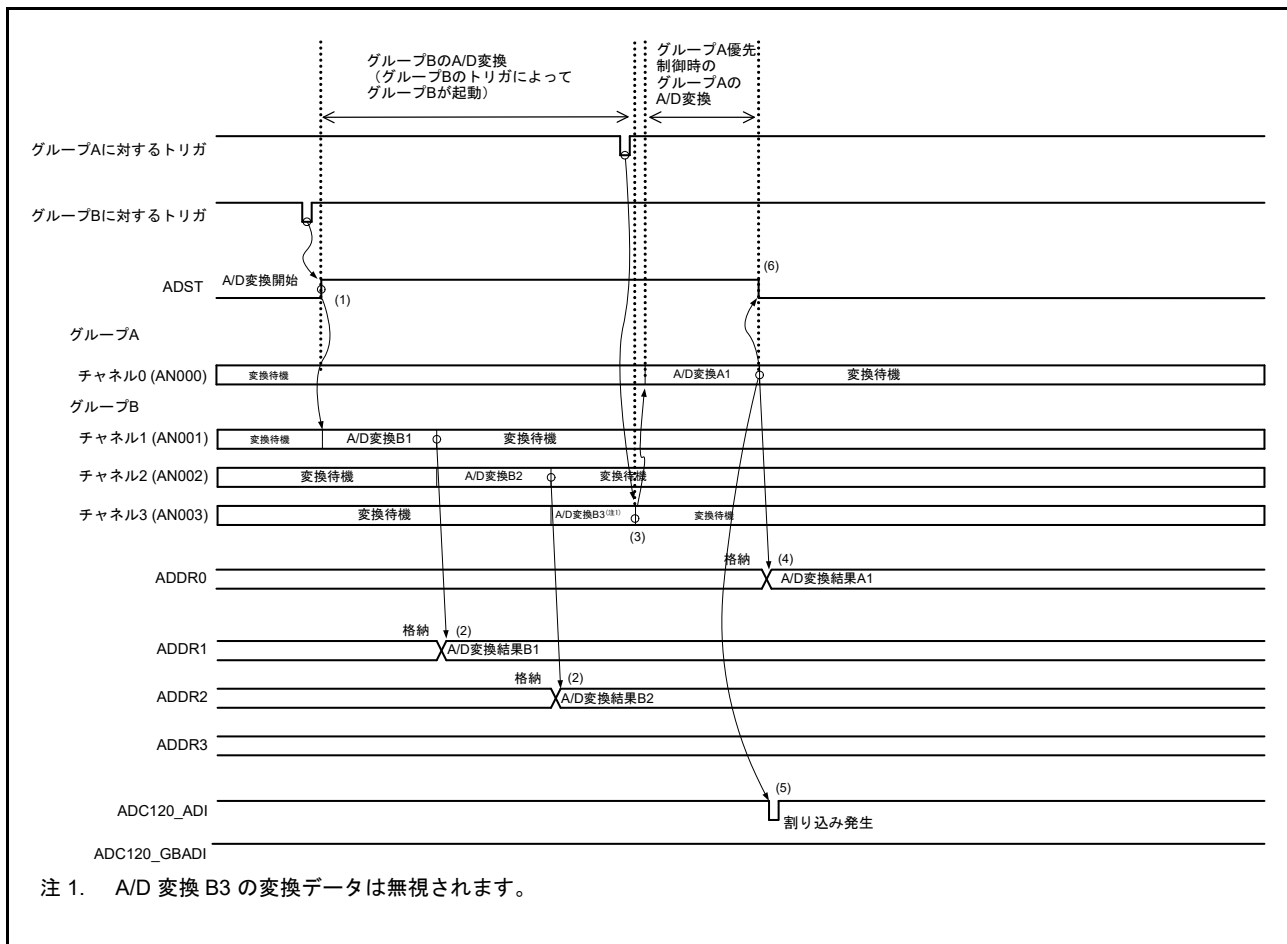 グループBのA/D変換
（グループBのトリガによって
グループBが起動）
グループA優先
制御時の
グループAの
A/D変換
グループAに対するトリガ
グループBに対するトリガ
ADST
A/D変換開始
(1)
(6)
グループA
チャネル0 (AN000)
変換待機
A/D変換A1
変換待機
グループB
チャネル1 (AN001)
変換待機
A/D変換B1
変換待機
チャネル2 (AN002)
変換待機
A/D変換B2
変換待機
チャネル3 (AN003)
変換待機
A/D変換B3(注1)
変換待機
(3)
ADDR0
格納
(4)
A/D変換結果A1
ADDR1
格納
(2)
A/D変換結果B1
ADDR2
格納
(2)
A/D変換結果B2
ADDR3
ADC120_ADI
(5)
割り込み発生
ADC120_GBADI
注 1. A/D 変換 B3 の変換データは無視されます。